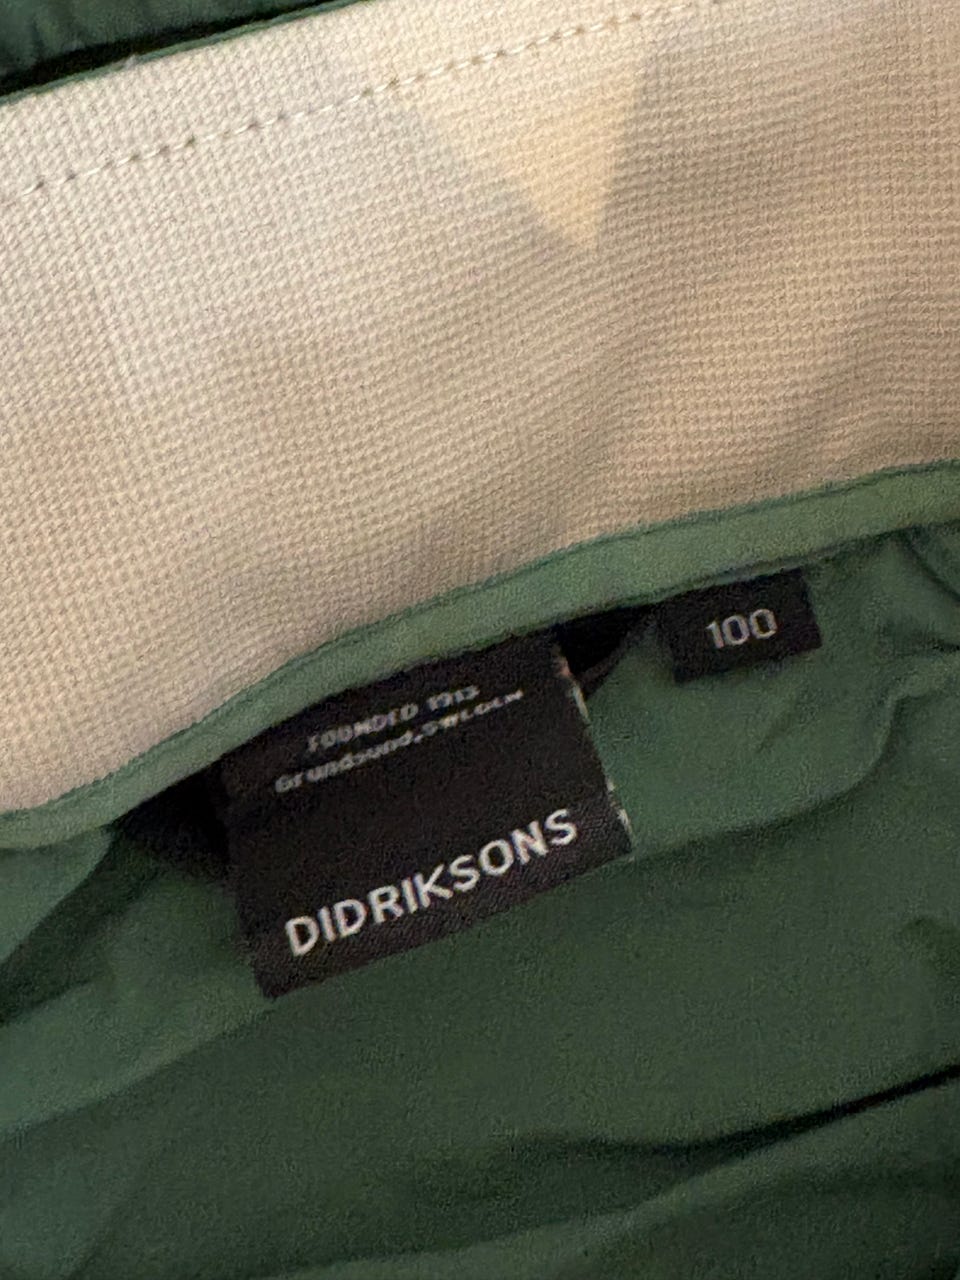 FOUNDED 1913
Grundsund, SWEDEN
DIDRIKSONS
100